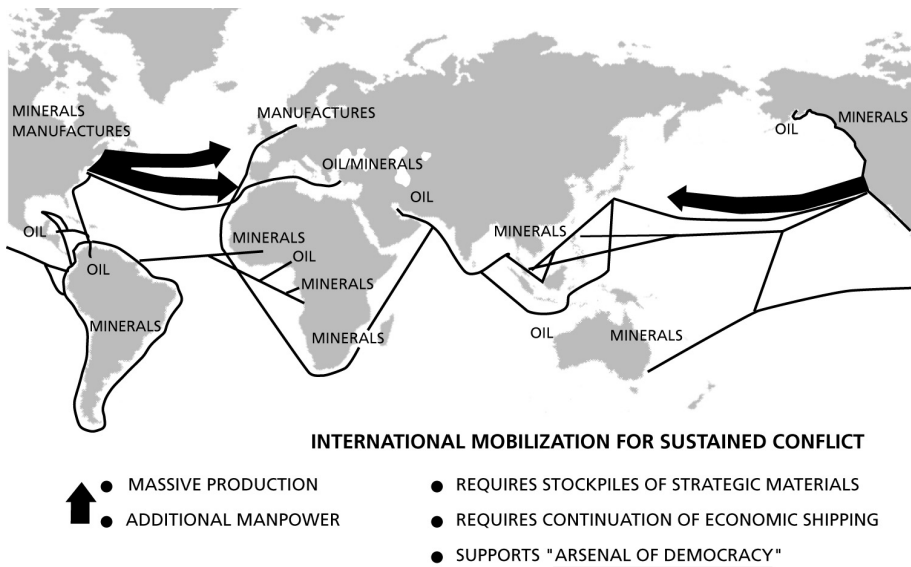 MINERALS
MANUFACTURES
MANUFACTURES
OIL
MINERALS
OIL/MINERALS
OIL
OIL
MINERALS
MINERALS
OIL
OIL
MINERALS
MINERALS
MINERALS
OIL
MINERALS
INTERNATIONAL MOBILIZATION FOR SUSTAINED CONFLICT
● MASSIVE PRODUCTION
● ADDITIONAL MANPOWER
● REQUIRES STOCKPILES OF STRATEGIC MATERIALS
● REQUIRES CONTINUATION OF ECONOMIC SHIPPING
● SUPPORTS "ARSENAL OF DEMOCRACY"